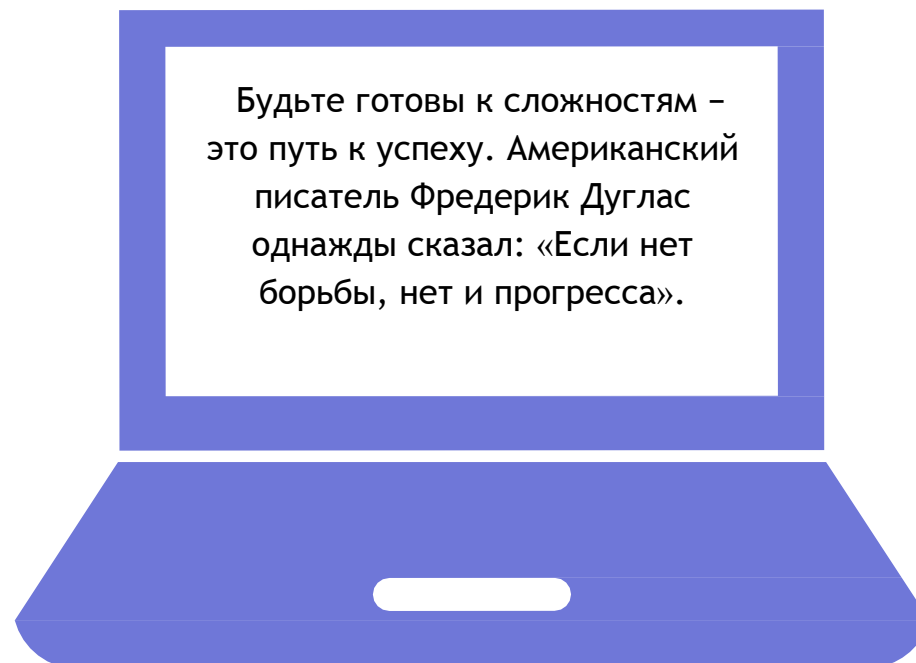 Будьте готовы к сложностям –
это путь к успеху. Американский
писатель Фредерик Дуглас
однажды сказал: «Если нет
борьбы, нет и прогресса».